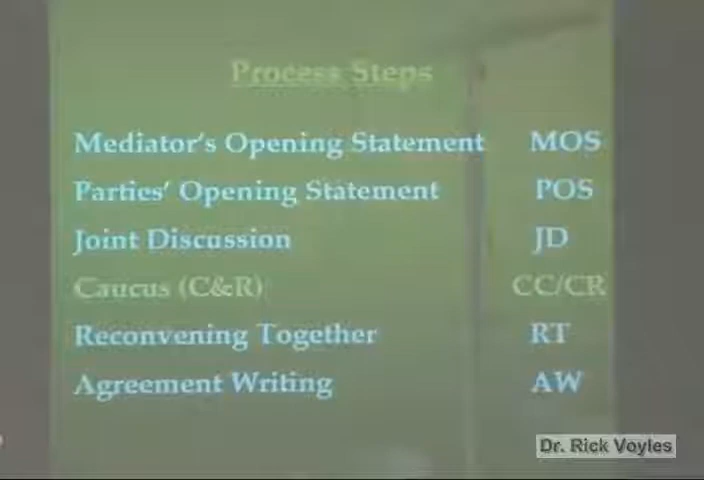 Process Steps
Mediator's Opening Statement MOS
Parties' Opening Statement POS
Joint Discussion JD
Caucus (C&R) CC/CR
Reconvening Together RT
Agreement Writing AW
Dr. Rick Voyles